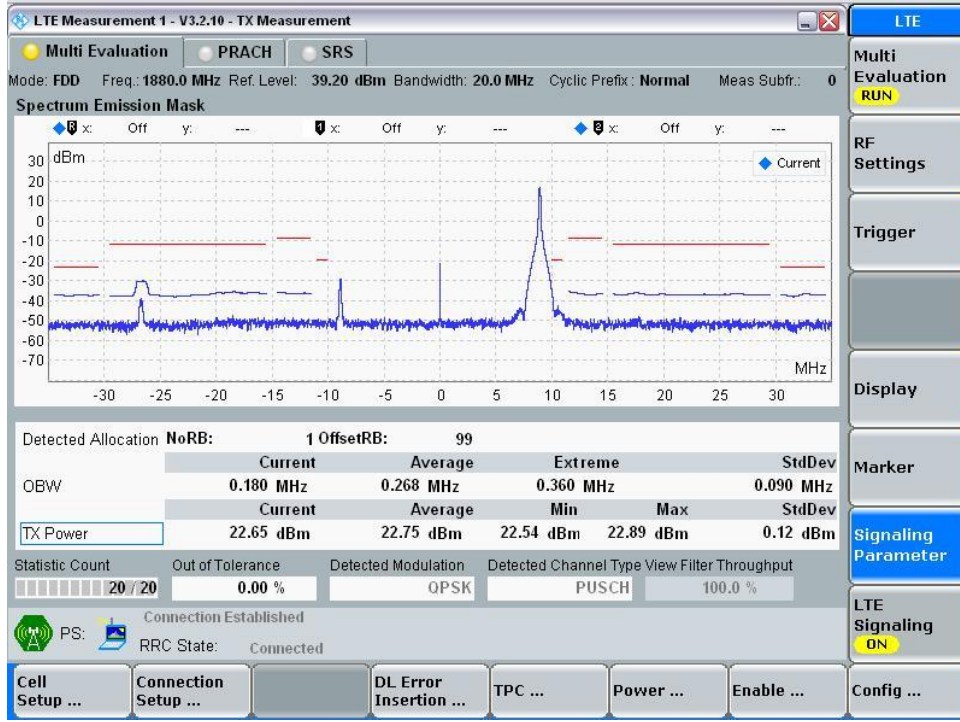 LTE Measurement 1 - V3.2.10 - TX Measurement
LTE
Multi Evaluation PRACH SRS
Multi
Evaluation
RUN
Mode: FDD Freq.: 1880.0 MHz Ref. Level: 39.20 dBm Bandwidth: 20.0 MHz Cyclic Prefix : Normal Meas Subfr.: 0
Spectrum Emission Mask
R x: Off y: --- 1 x: Off y: --- 2 x: Off y: ---
dBm
Current
30
20
10
0
-10
-20
-30
-40
-50
-60
-70
MHz
-30 -25 -20 -15 -10 -5 0 5 10 15 20 25 30
RF
Settings
Trigger
Display
Marker
Signaling
Parameter
LTE
Signaling
ON
Detected Allocation NoRB: 1 OffsetRB: 99
Current Average Extreme StdDev
OBW 0.180 MHz 0.268 MHz 0.360 MHz 0.090 MHz
Current Average Min Max StdDev
TX Power 22.65 dBm 22.75 dBm 22.54 dBm 22.89 dBm 0.12 dBm
Statistic Count Out of Tolerance Detected Modulation Detected Channel Type View Filter Throughput
20 / 20 0.00 % QPSK PUSCH 100.0 %
PS: Connection Established
RRC State: Connected
Cell
Setup ...
Connection
Setup ...
DL Error
Insertion ...
TPC ...
Power ...
Enable ...
Config ...